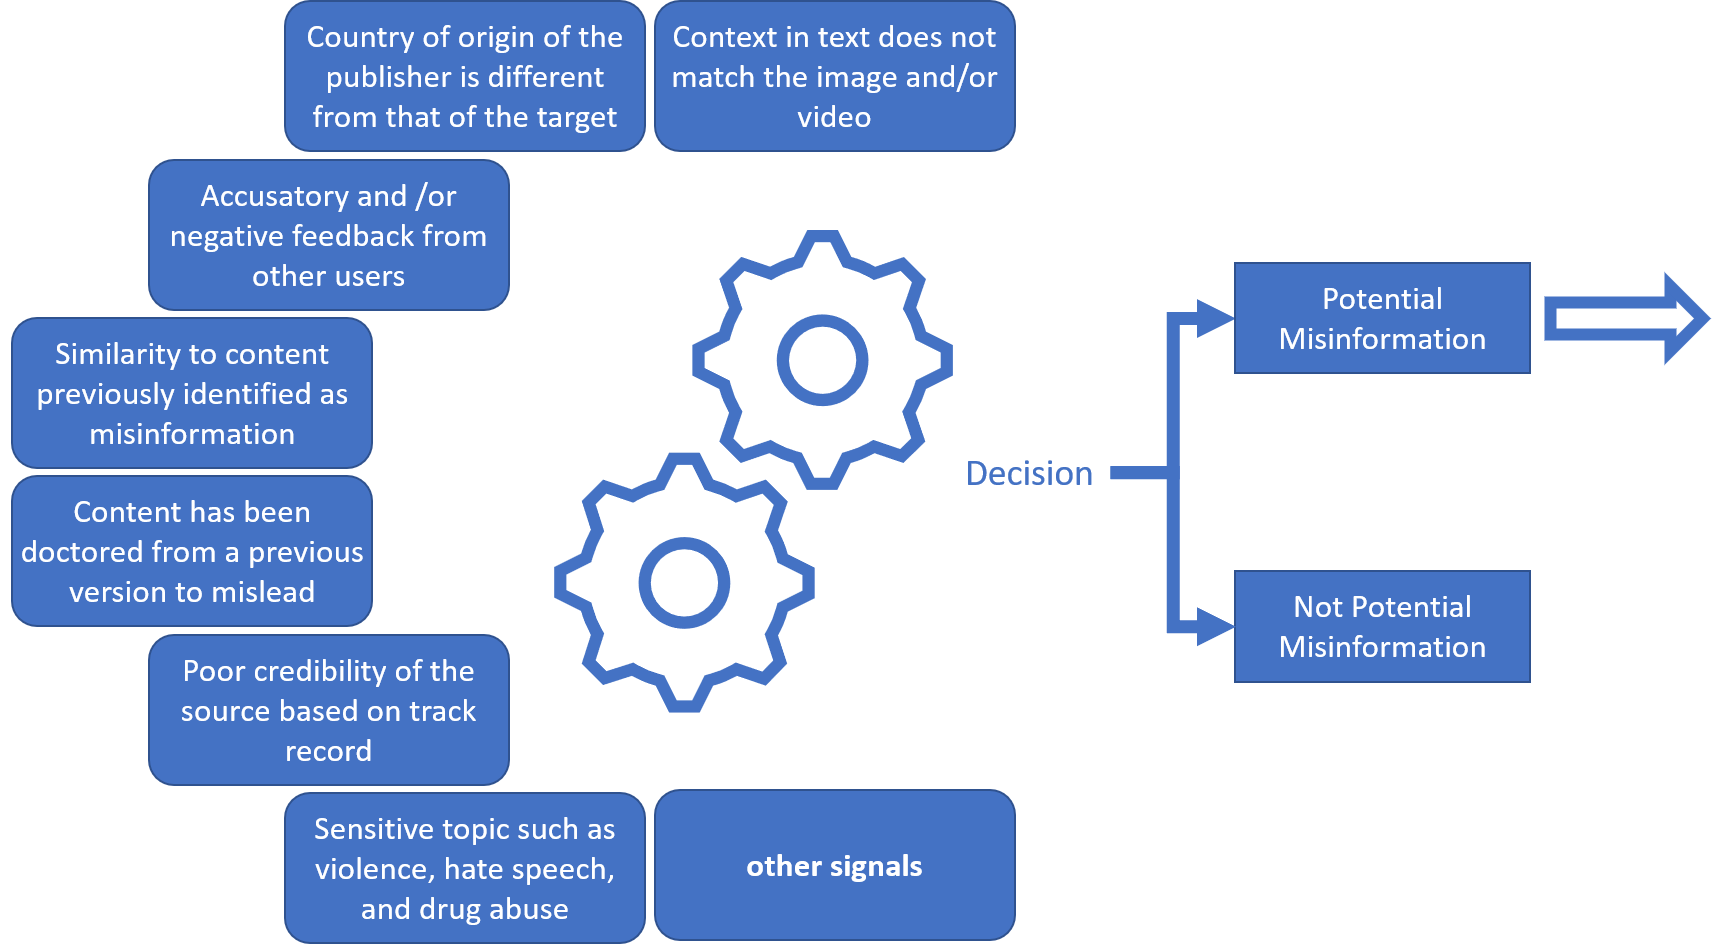 Country of origin of the
publisher is different
from that of the target
Context in text does not
match the image and/or
video
Accusatory and /or
negative feedback from
other users
Similarity to content
previously identified as
misinformation
Content has been
doctored from a previous
version to mislead
Poor credibility of the
source based on track
record
Sensitive topic such as
violence, hate speech,
and drug abuse
other signals
Decision
Potential
Misinformation
Not Potential
Misinformation